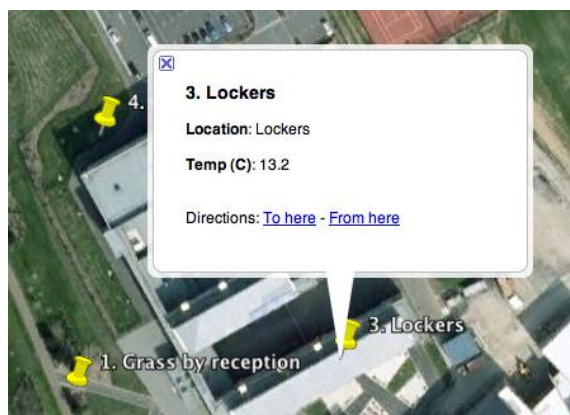 3. Lockers
Location: Lockers
Temp (C): 13.2
Directions: To here - From here
4.
3. Lockers
1. Grass by reception